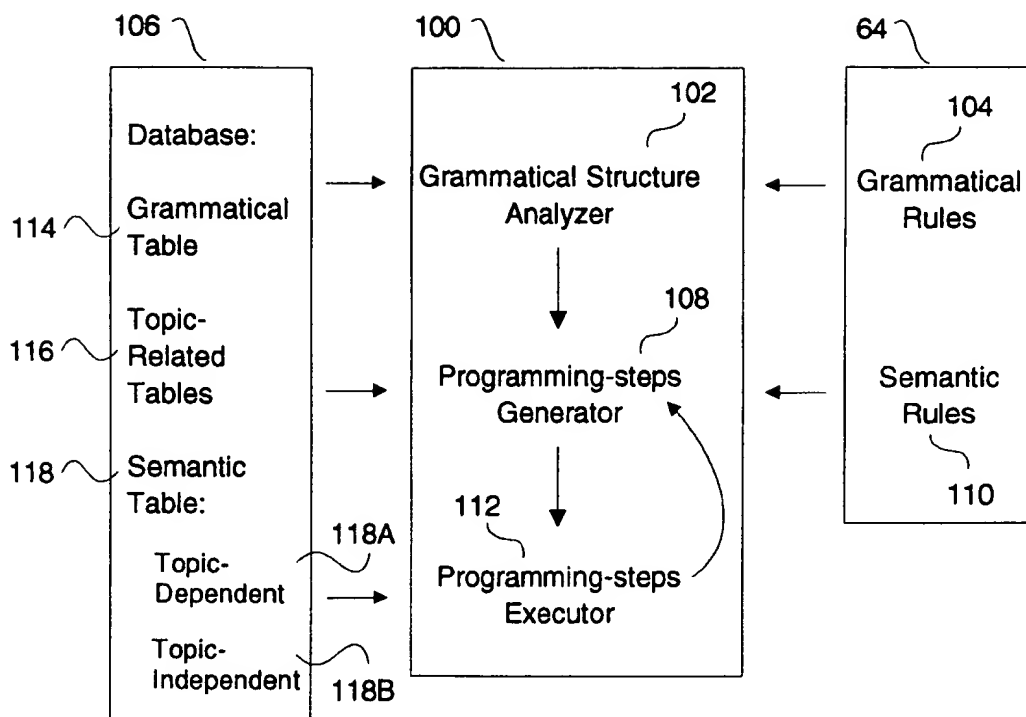 106
100
64
Database:
114
Grammatical
Table
116
Topic-
Related
Tables
118
Semantic
Table:
118A
Topic-
Dependent
Topic-
Independent
118B
102
Grammatical Structure
Analyzer
108
Programming-steps
Generator
112
Programming-steps
Executor
104
Grammatical
Rules
Semantic
Rules
110